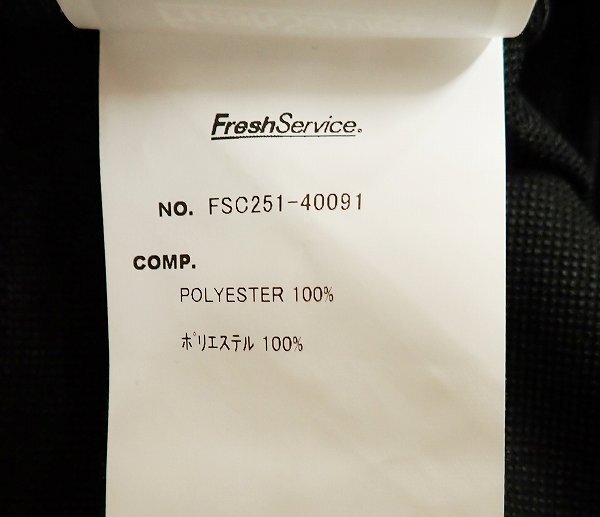 FreshService®
NO. FSC251-40091
COMP.
POLYESTER 100%
ﾎﾟﾘｴｽﾃﾙ 100%